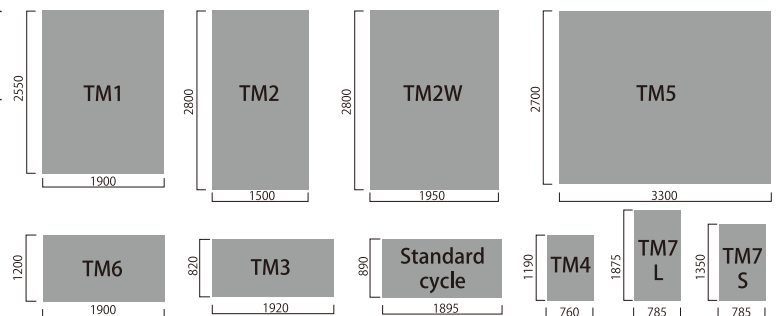 2550
TM1
1900
2800
TM2
1500
2800
TM2W
1950
2700
TM5
3300
1200
TM6
1900
820
TM3
1920
890
Standard
cycle
1895
1190
TM4
760
1875
TM7
L
785
1350
TM7
S
785